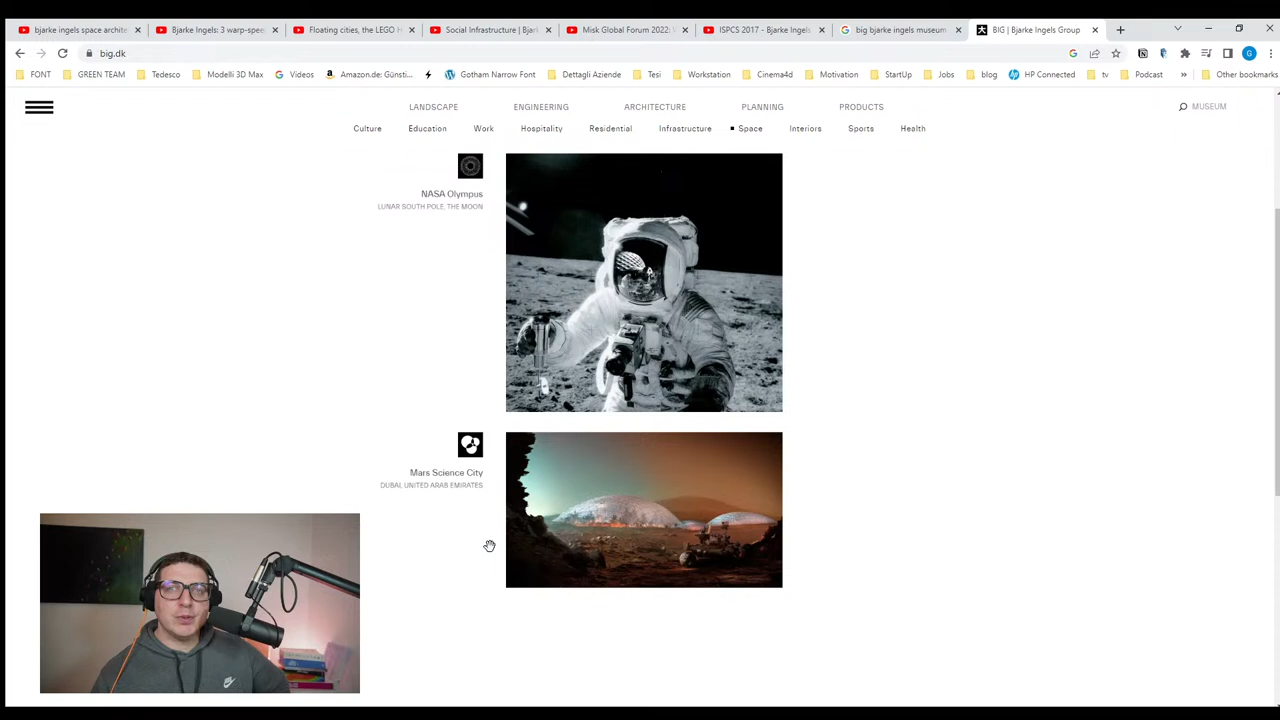 bjarke ingels space archite
Bjarke Ingels: 3 warp-spee
Floating cities, the LEGO H
Social Infrastructure | Bjark
Misk Global Forum 2022:
ISPCS 2017 - Bjarke Ingels
big bjarke ingels museum
BIG | Bjarke Ingels Group
big.dk
G
FONT
GREEN TEAM
Tedesco
Modelli 3D Max
Videos
Amazon.de: Günsti...
Gotham Narrow Font
Dettagli Aziende
Tesi
Workstation
Cinema4d
Motivation
StartUp
Jobs
blog
HP Connected
tv
Podcast
»
Other bookmarks
LANDSCAPE
ENGINEERING
ARCHITECTURE
PLANNING
PRODUCTS
MUSEUM
Culture
Education
Work
Hospitality
Residential
Infrastructure
Space
Interiors
Sports
Health
NASA Olympus
LUNAR SOUTH POLE, THE MOON
Mars Science City
DUBAI, UNITED ARAB EMIRATES